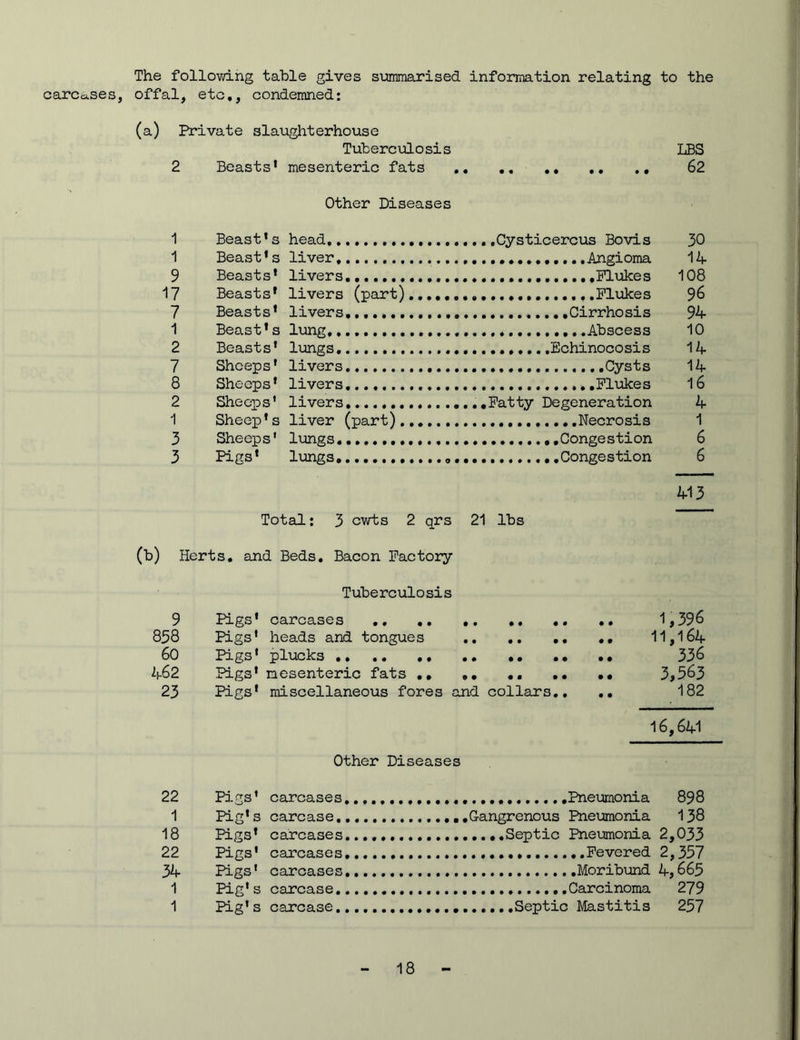 The following table gives summarised information relating to the
carcases, offal, etc., condemned:
(a) Private slaughterhouse
Tuberculosis LBS
2 Beasts' mesenteric fats .. .. .. .. .. 62
Other Diseases
1 Beast's head...................Cysticercus Bovis 30
1 Beast's liver............................Angioma 14
9 Beasts' livers............................Flukes 108
17 Beasts' livers (part).....................Flukes 96
7 Beasts' livers.........................Cirrhosis 94
1 Beast's lung.............................Abscess 10
2 Beasts' lungs........................Echinocosis 14
7 Sheeps' livers.............................Cysts 14
8 Sheeps' livers............................Flukes 16
2 Sheeps' livers................Fatty Degeneration 4
1 Sheep's liver (part)....................Necrosis 1
3 Sheeps' lungs.........................Congestion 6
3 Pigs' lungs.........................Congestion 6
413
Total: 3 cwts 2 qrs 21 lbs
(b) Herts. and Beds. Bacon Factory
Tuberculosis
9 Pigs' carcases .. .. .. .. .. .. 1,396
858 Pigs' heads and tongues .. .. .. .. 11,164
60 Pigs' plucks .. .. .. .. .. .. .. 336
462 Pigs' mesenteric fats .. .. .. .. .. 3,563
23 Pigs' miscellaneous fores and collars.. .. 182
16,641
Other Diseases
22 Pigs' carcases.........................Pneumonia 898
1 Pig's carcase...............Gangrenous Pneumonia 138
18 Pigs' carcases..................Septic Pneumonia 2,033
22 Pigs' carcases...........................Fevered 2,357
34 Pigs' carcases..........................Moribund 4,665
1 Pig's carcase..........................Carcinoma 279
1 Pig's carcase....................Septic Mastitis 257
- 18 -